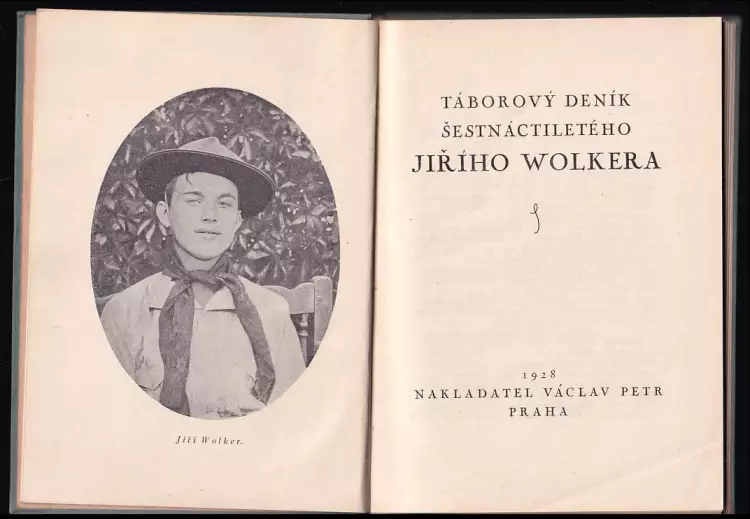 Jiří Wolker.
TÁBOROVÝ DENÍK
ŠESTNÁCTILETÉHO
JIŘÍHO WOLKERA
1928
NAKLADATEL VÁCLAV PETR
PRAHA